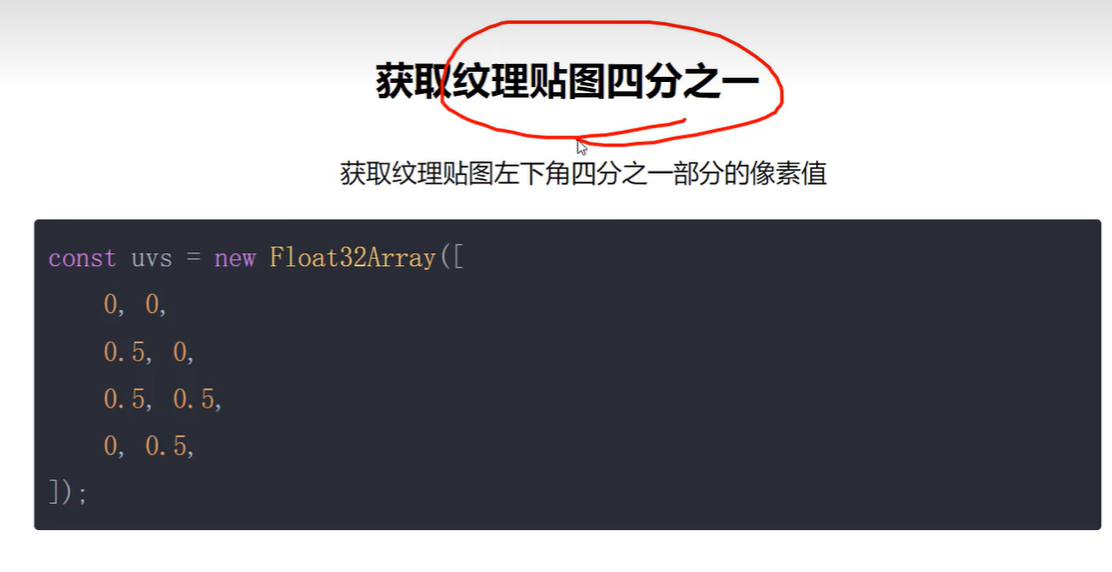 获取纹理贴图四分之一
获取纹理贴图左下角四分之一部分的像素值
const uvs = new Float32Array([
0, 0,
0.5, 0,
0.5, 0.5,
0, 0.5,
]);